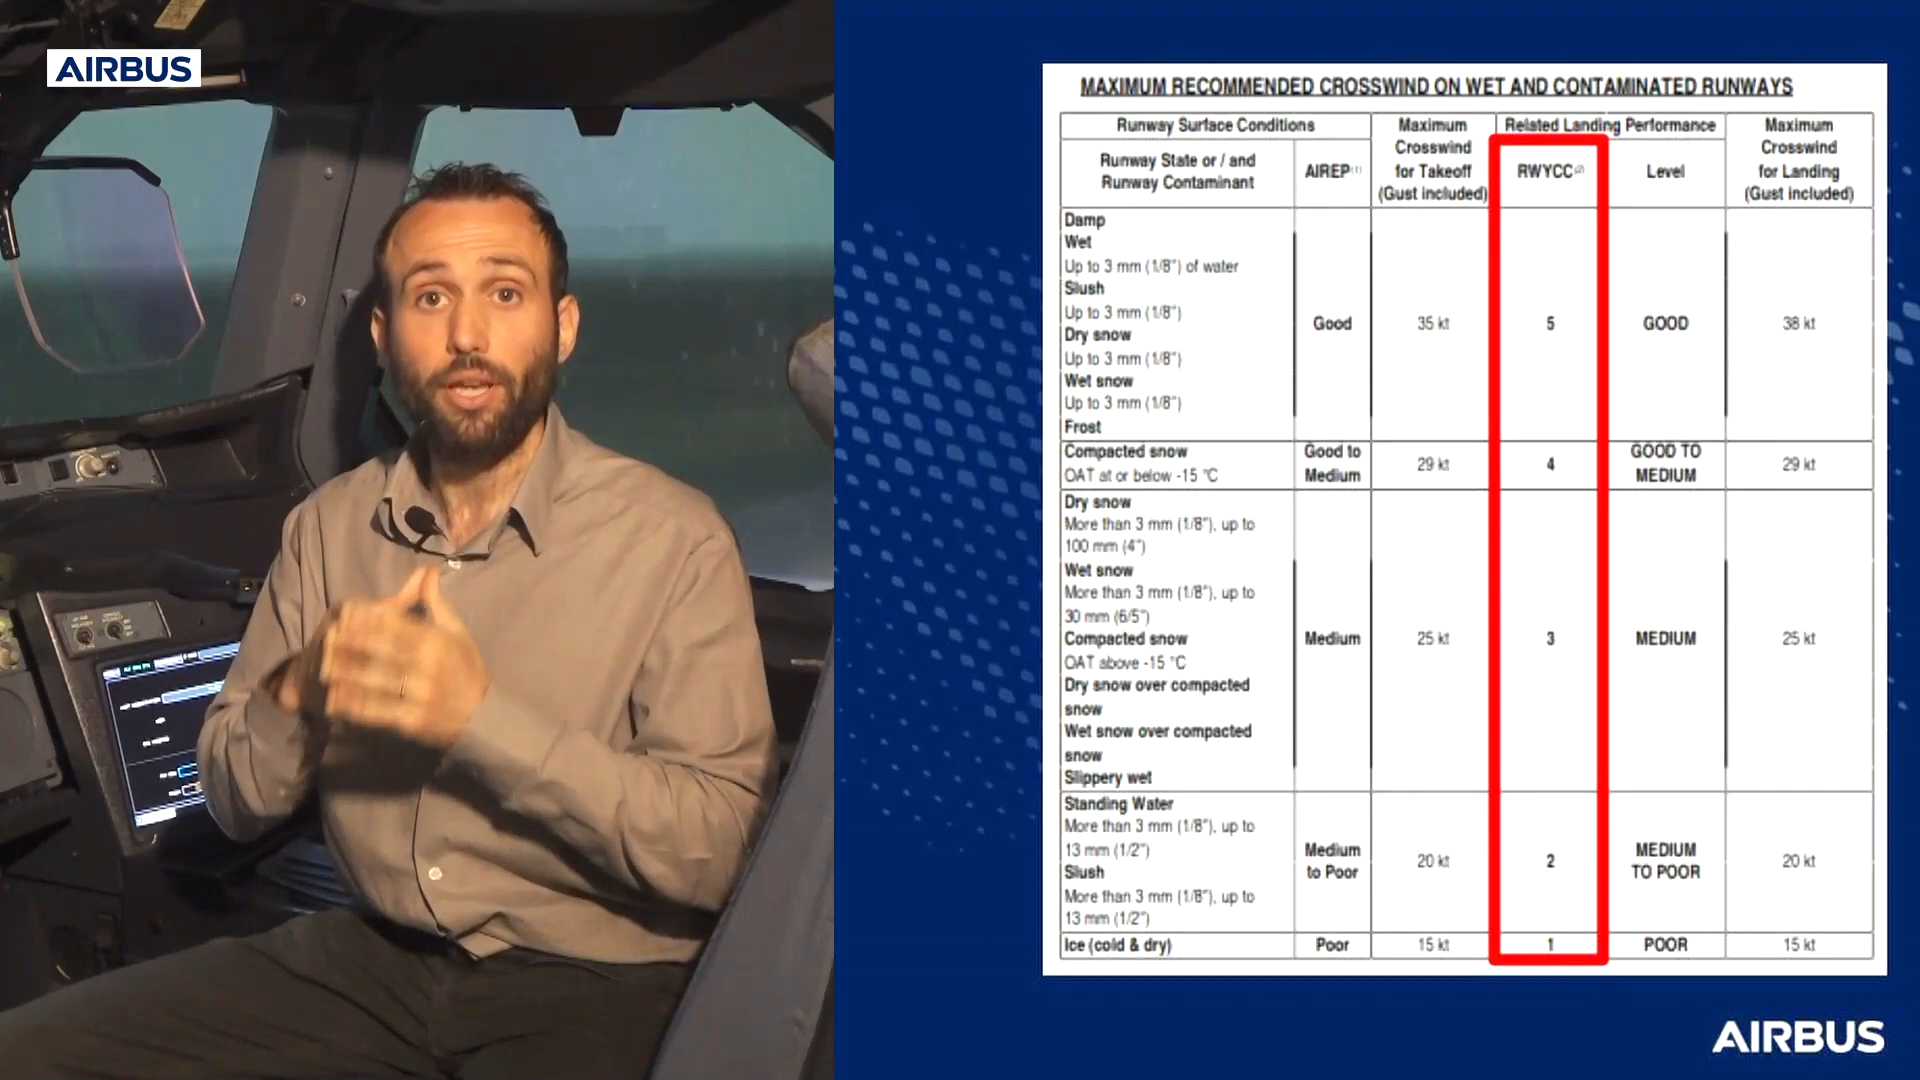 AIRBUS
MAXIMUM RECOMMENDED CROSSWIND ON WET AND CONTAMINATED RUNWAYS
Runway Surface Conditions
Maximum
Crosswind
for Takeoff
(Gust included)
Related Landing Performance
Maximum
Crosswind
for Landing
(Gust included)
Runway State or / and
Runway Contaminant
AIREP(1)
RWYCC(2)
Level
Damp
Wet
Up to 3 mm (1/8") of water
Slush
Up to 3 mm (1/8")
Dry snow
Up to 3 mm (1/8")
Wet snow
Up to 3 mm (1/8")
Frost
Good
35 kt
5
GOOD
38 kt
Compacted snow
OAT at or below -15 °C
Good to
Medium
29 kt
4
GOOD TO
MEDIUM
29 kt
Dry snow
More than 3 mm (1/8"), up to
100 mm (4")
Wet snow
More than 3 mm (1/8"), up to
30 mm (6/5")
Compacted snow
OAT above -15 °C
Dry snow over compacted
snow
Wet snow over compacted
snow
Slippery wet
Medium
25 kt
3
MEDIUM
25 kt
Standing Water
More than 3 mm (1/8"), up to
13 mm (1/2")
Slush
More than 3 mm (1/8"), up to
13 mm (1/2")
Medium
to Poor
20 kt
2
MEDIUM
TO POOR
20 kt
Ice (cold & dry)
Poor
15 kt
1
POOR
15 kt
AIRBUS